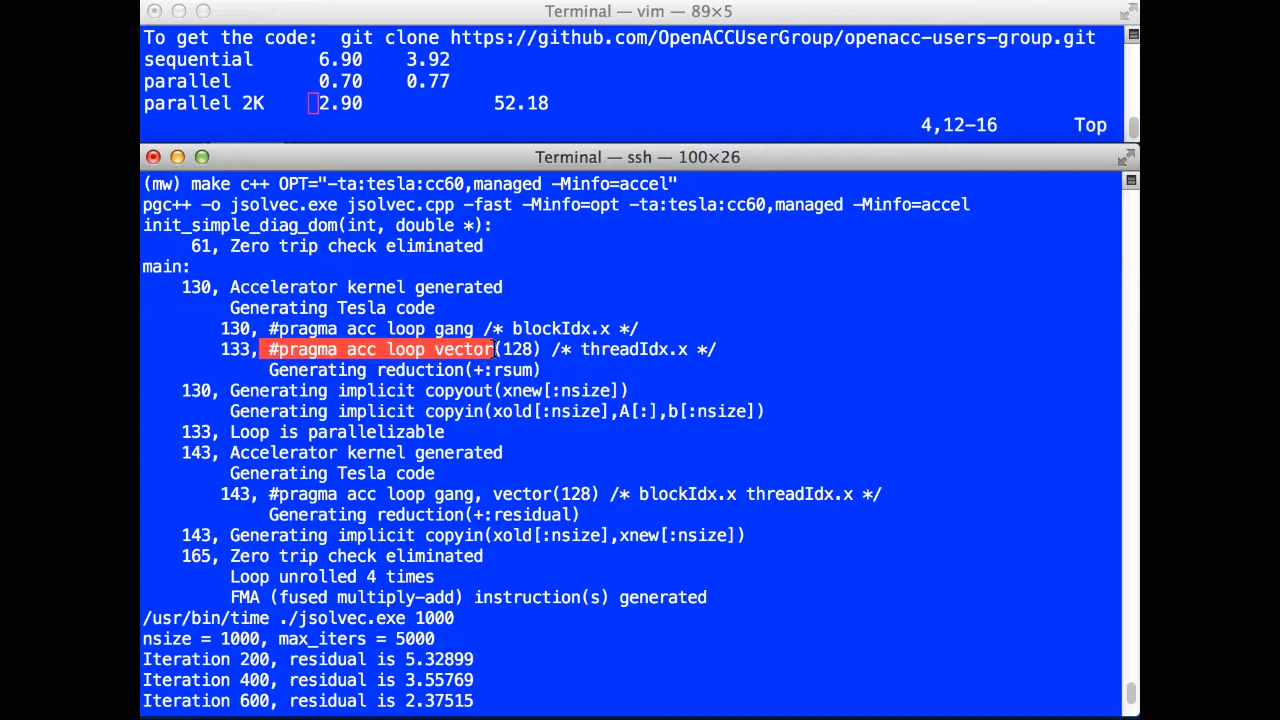 Terminal — vim — 89×5
To get the code:  git clone https://github.com/OpenACCUserGroup/openacc-users-group.git
sequential 6.90 3.92
parallel 0.70 0.77
parallel 2K 2.90 52.18
4,12-16 Top
Terminal — ssh — 100×26
(mw) make c++ OPT="-ta:tesla:cc60,managed -Minfo=accel"
pgc++ -o jsolvec.exe jsolvec.cpp -fast -Minfo=opt -ta:tesla:cc60,managed -Minfo=accel
init_simple_diag_dom(int, double *):
61, Zero trip check eliminated
main:
130, Accelerator kernel generated
Generating Tesla code
130, #pragma acc loop gang /* blockIdx.x */
133, #pragma acc loop vector(128) /* threadIdx.x */
Generating reduction(+:rsum)
130, Generating implicit copyout(xnew[:nsize])
Generating implicit copyin(xold[:nsize],A[:],b[:nsize])
133, Loop is parallelizable
143, Accelerator kernel generated
Generating Tesla code
143, #pragma acc loop gang, vector(128) /* blockIdx.x threadIdx.x */
Generating reduction(+:residual)
143, Generating implicit copyin(xold[:nsize],xnew[:nsize])
165, Zero trip check eliminated
Loop unrolled 4 times
FMA (fused multiply-add) instruction(s) generated
/usr/bin/time ./jsolvec.exe 1000
nsize = 1000, max_iters = 5000
Iteration 200, residual is 5.32899
Iteration 400, residual is 3.55769
Iteration 600, residual is 2.37515